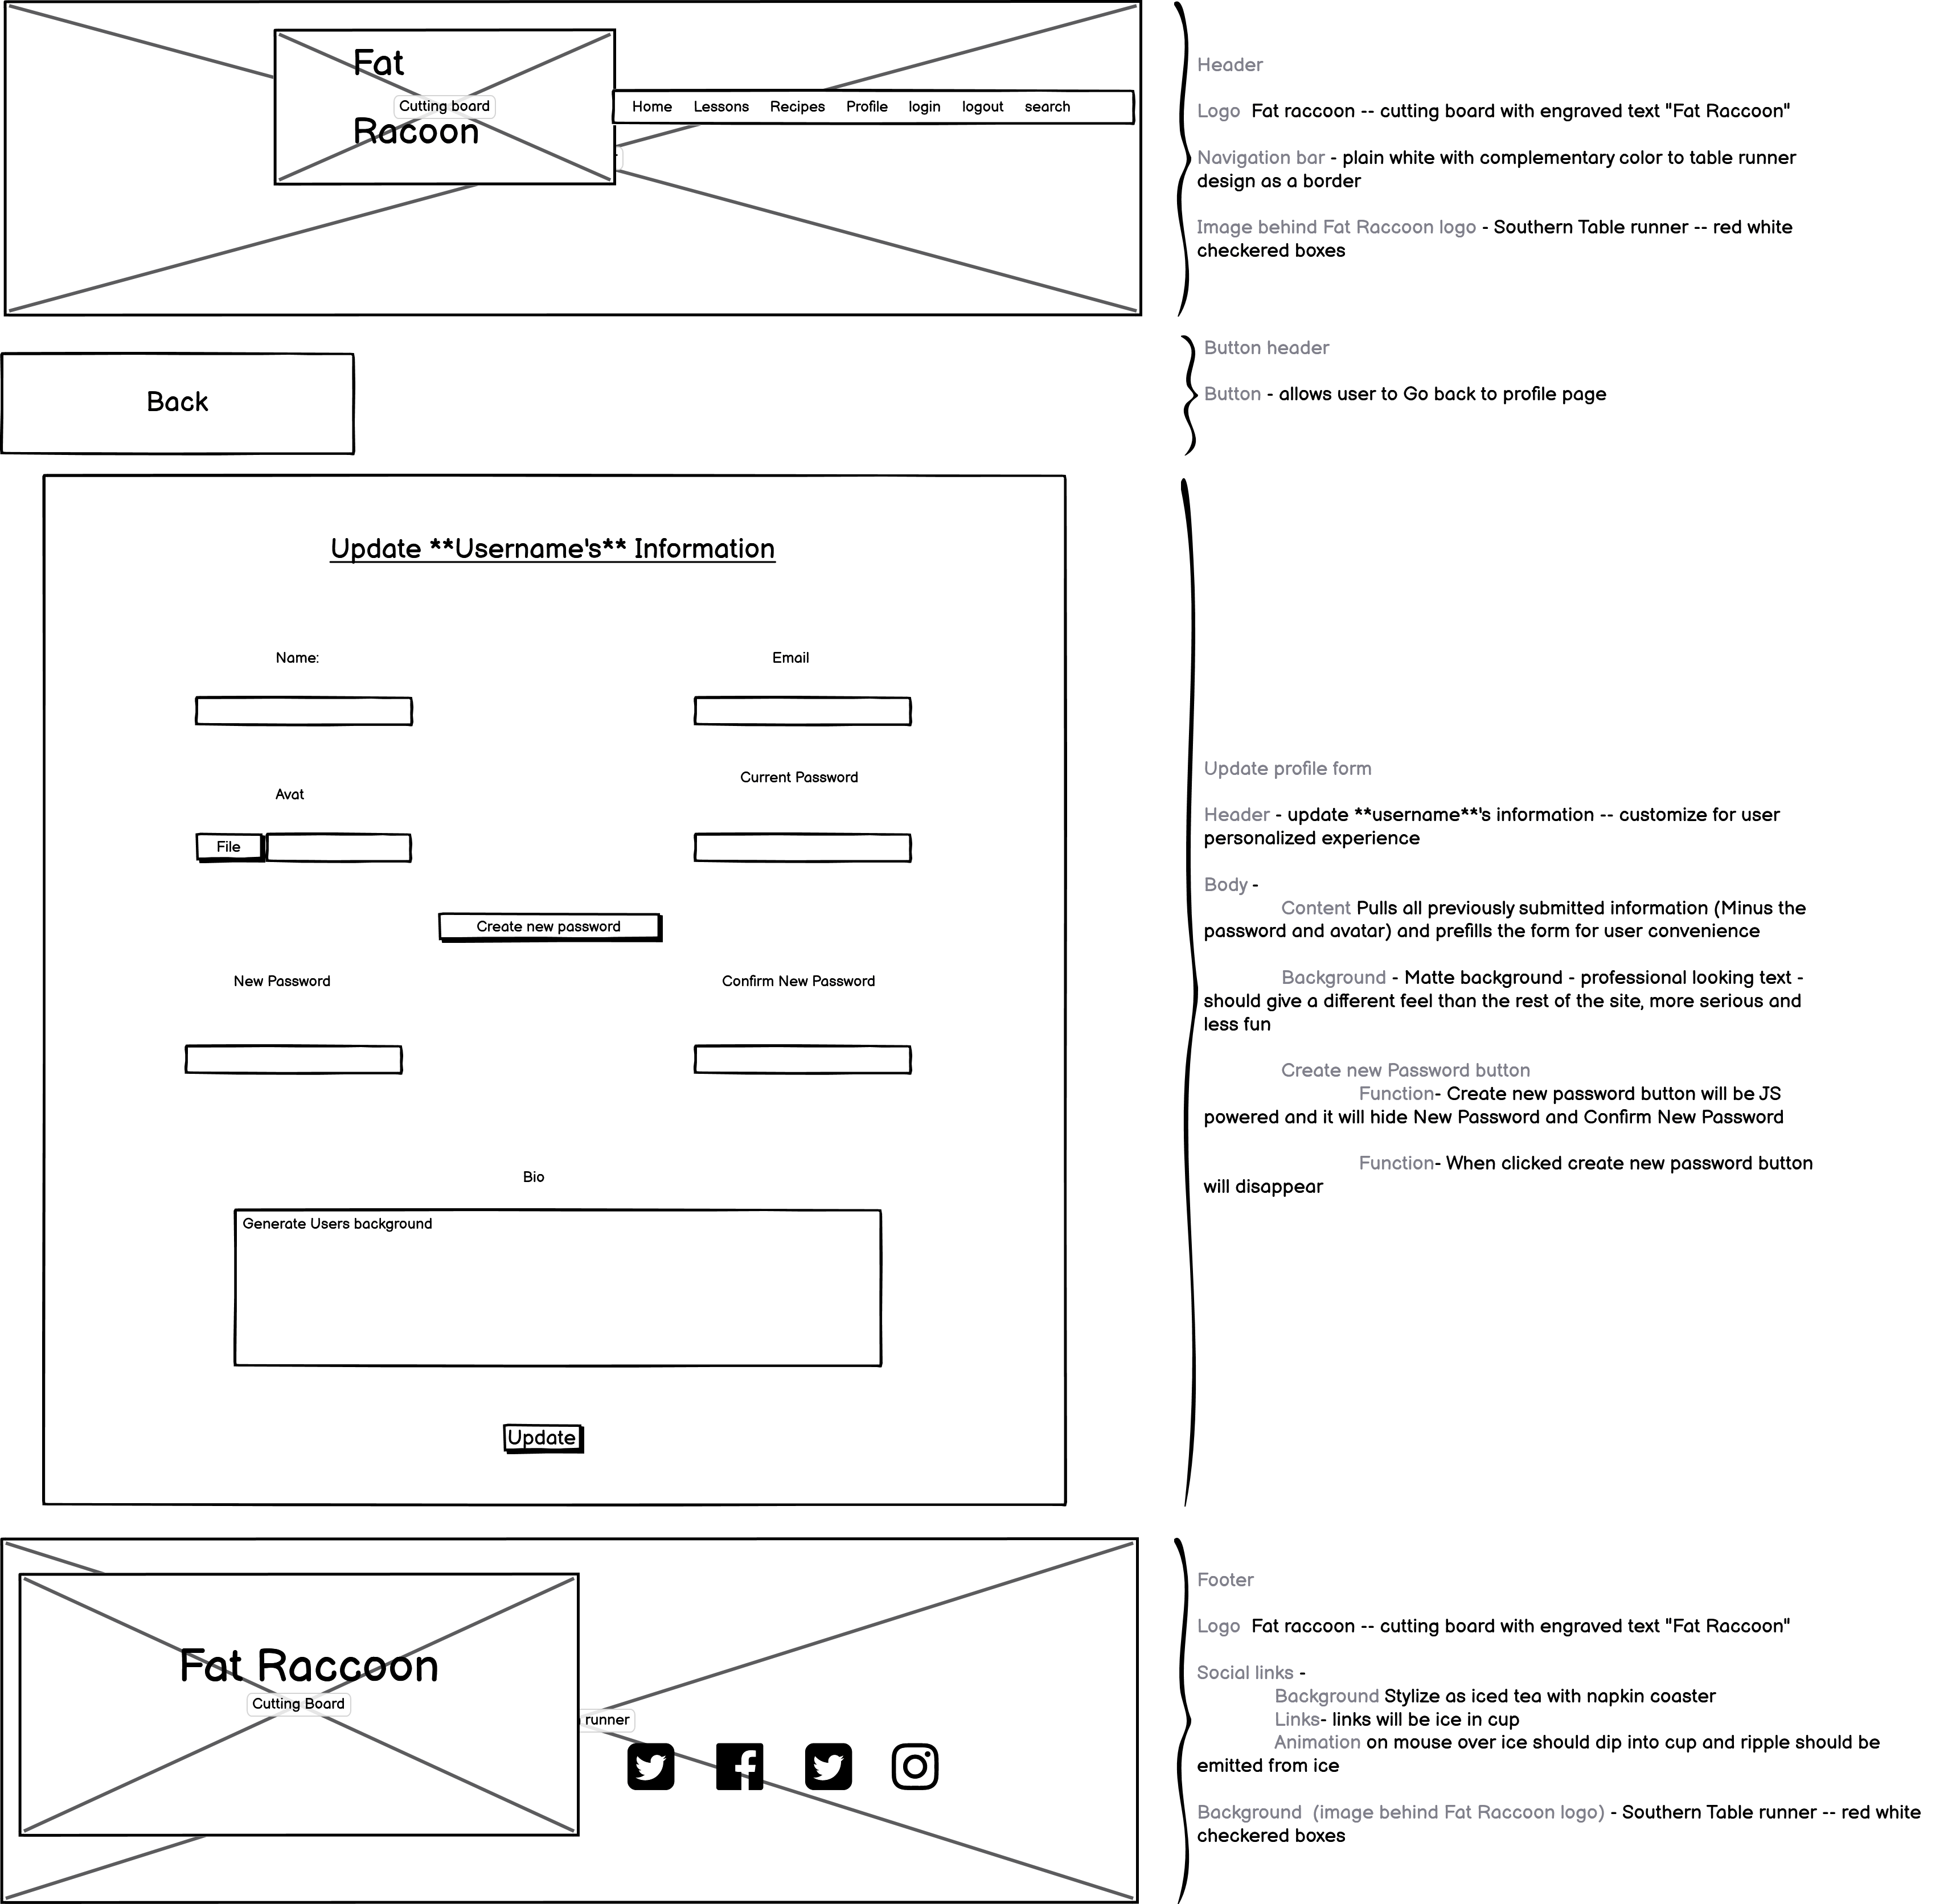 Fat
Cutting board
Racoon
Home Lessons Recipes Profile login logout search
Header
Logo Fat raccoon -- cutting board with engraved text "Fat Raccoon"
Navigation bar - plain white with complementary color to table runner
design as a border
Image behind Fat Raccoon logo - Southern Table runner -- red white
checkered boxes
Back
Button header
Button - allows user to Go back to profile page
Update **Username's** Information
Name:
Email
Avat
Current Password
File
Create new password
New Password
Confirm New Password
Bio
Generate Users background
Update
Update profile form
Header - update **username**'s information -- customize for user
personalized experience
Body -
Content Pulls all previously submitted information (Minus the
password and avatar) and prefills the form for user convenience
Background - Matte background - professional looking text -
should give a different feel than the rest of the site, more serious and
less fun
Create new Password button
Function- Create new password button will be JS
powered and it will hide New Password and Confirm New Password
Function- When clicked create new password button
will disappear
Fat Raccoon
Cutting Board
runner
Footer
Logo Fat raccoon -- cutting board with engraved text "Fat Raccoon"
Social links -
Background Stylize as iced tea with napkin coaster
Links- links will be ice in cup
Animation on mouse over ice should dip into cup and ripple should be
emitted from ice
Background (image behind Fat Raccoon logo) - Southern Table runner -- red white
checkered boxes